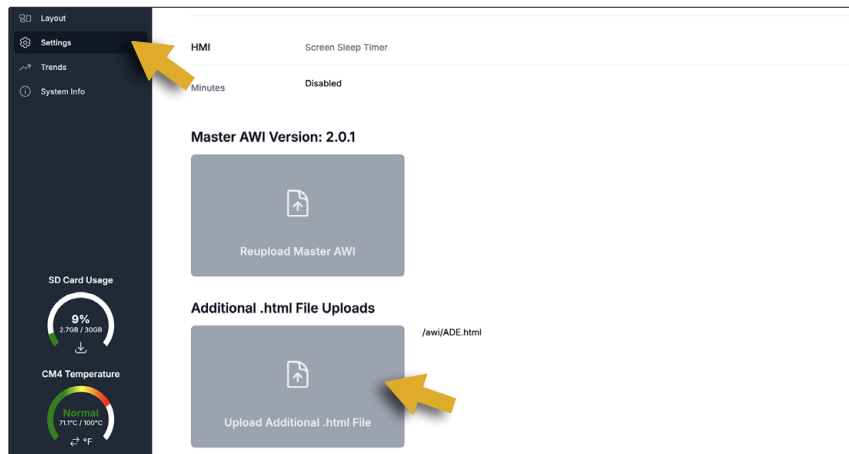 Layout
Settings
Trends
System Info
SD Card Usage
9%
2.7GB / 30GB
CM4 Temperature
Normal
71.1°C / 100°C
°F
HMI Screen Sleep Timer
Minutes Disabled
Master AWI Version: 2.0.1
Reupload Master AWI
Additional .html File Uploads
/awi/ADE.html
Upload Additional .html File